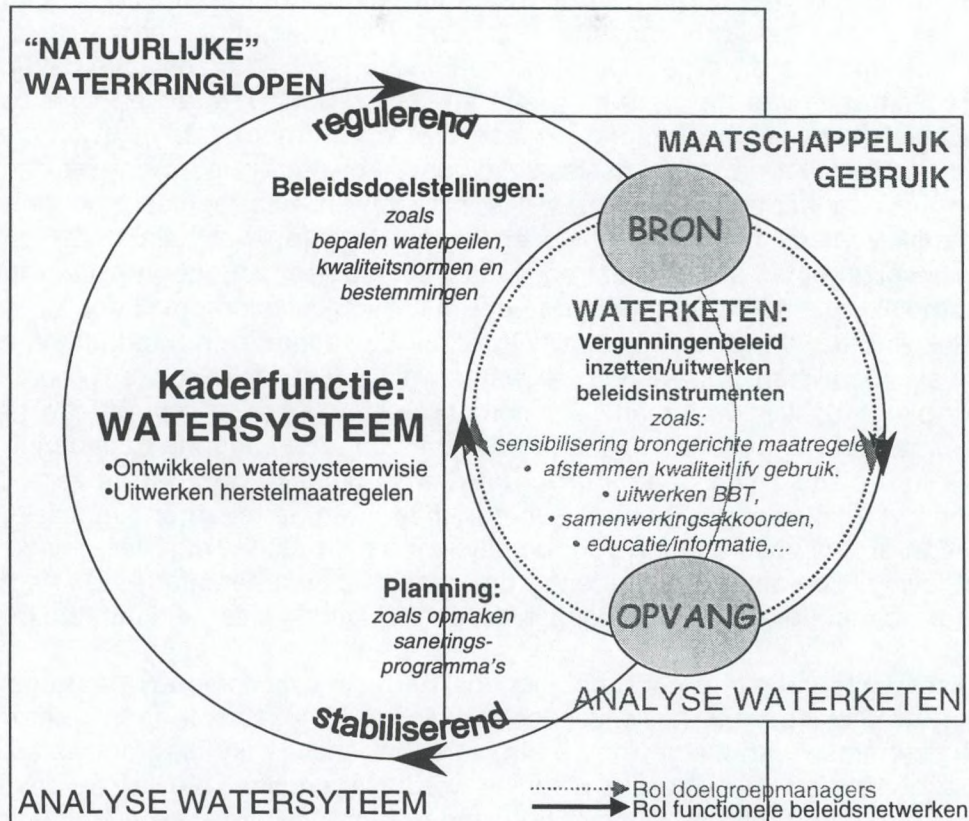 “NATUURLIJKE”
WATERKRINGLOPEN
regulerend
MAATSCHAPPELIJK
GEBRUIK
Beleidsdoelstellingen:
zoals
bepalen waterpeilen,
kwaliteitsnormen en
bestemmingen
BRON
WATERKETEN:
Vergunningenbeleid
inzetten/uitwerken
beleidsinstrumenten
zoals:
sensibilisering brongerichte maatregelen
• afstemmen kwaliteit ifv gebruik.
• uitwerken BBT,
• samenwerkingsakkoorden,
• educatie/informatie,...
Kaderfunctie:
WATERSYSTEEM
•Ontwikkelen watersysteemvisie
•Uitwerken herstelmaatregelen
Planning:
zoals opmaken
sanerings-
programma's
OPVANG
stabiliserend
ANALYSE WATERKETEN
ANALYSE WATERSYTEEM
Rol doelgroepmanagers
Rol functionele beleidsnetwerken